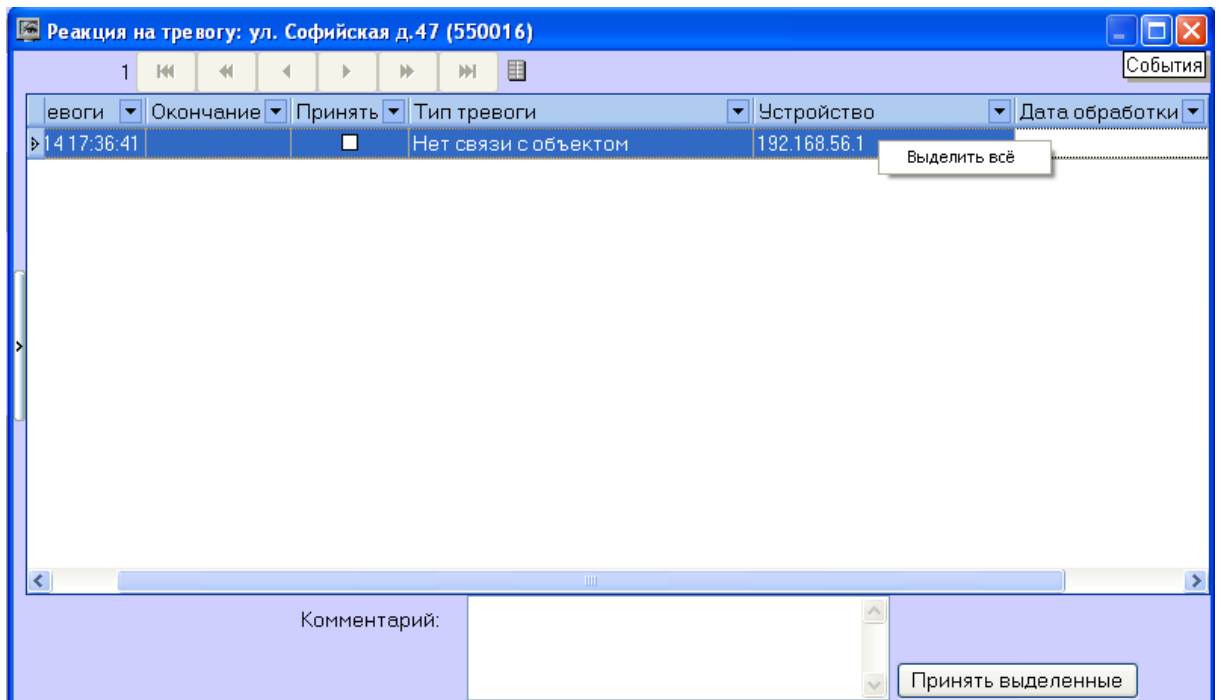 Реакция на тревогу: ул. Софийская д.47 (550016)
1
События
евоги Окончание Принять Тип тревоги Устройство Дата обработки
14 17:36:41 Нет связи с объектом 192.168.56.1
Выделить всё
Комментарий:
Принять выделенные